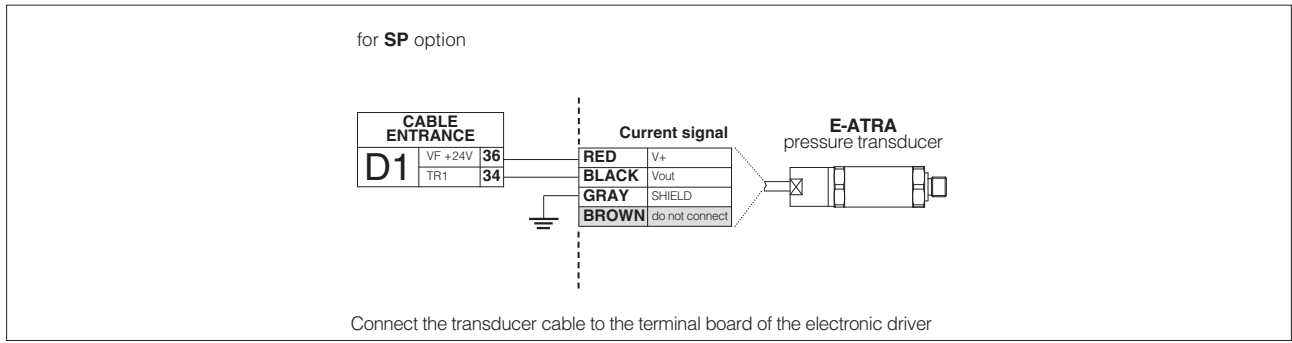 for SP option
CABLE
ENTRANCE
D1
VF +24V 36
TR1 34
Current signal
RED V+
BLACK Vout
GRAY SHIELD
BROWN do not connect
E-ATRA
pressure transducer
Connect the transducer cable to the terminal board of the electronic driver